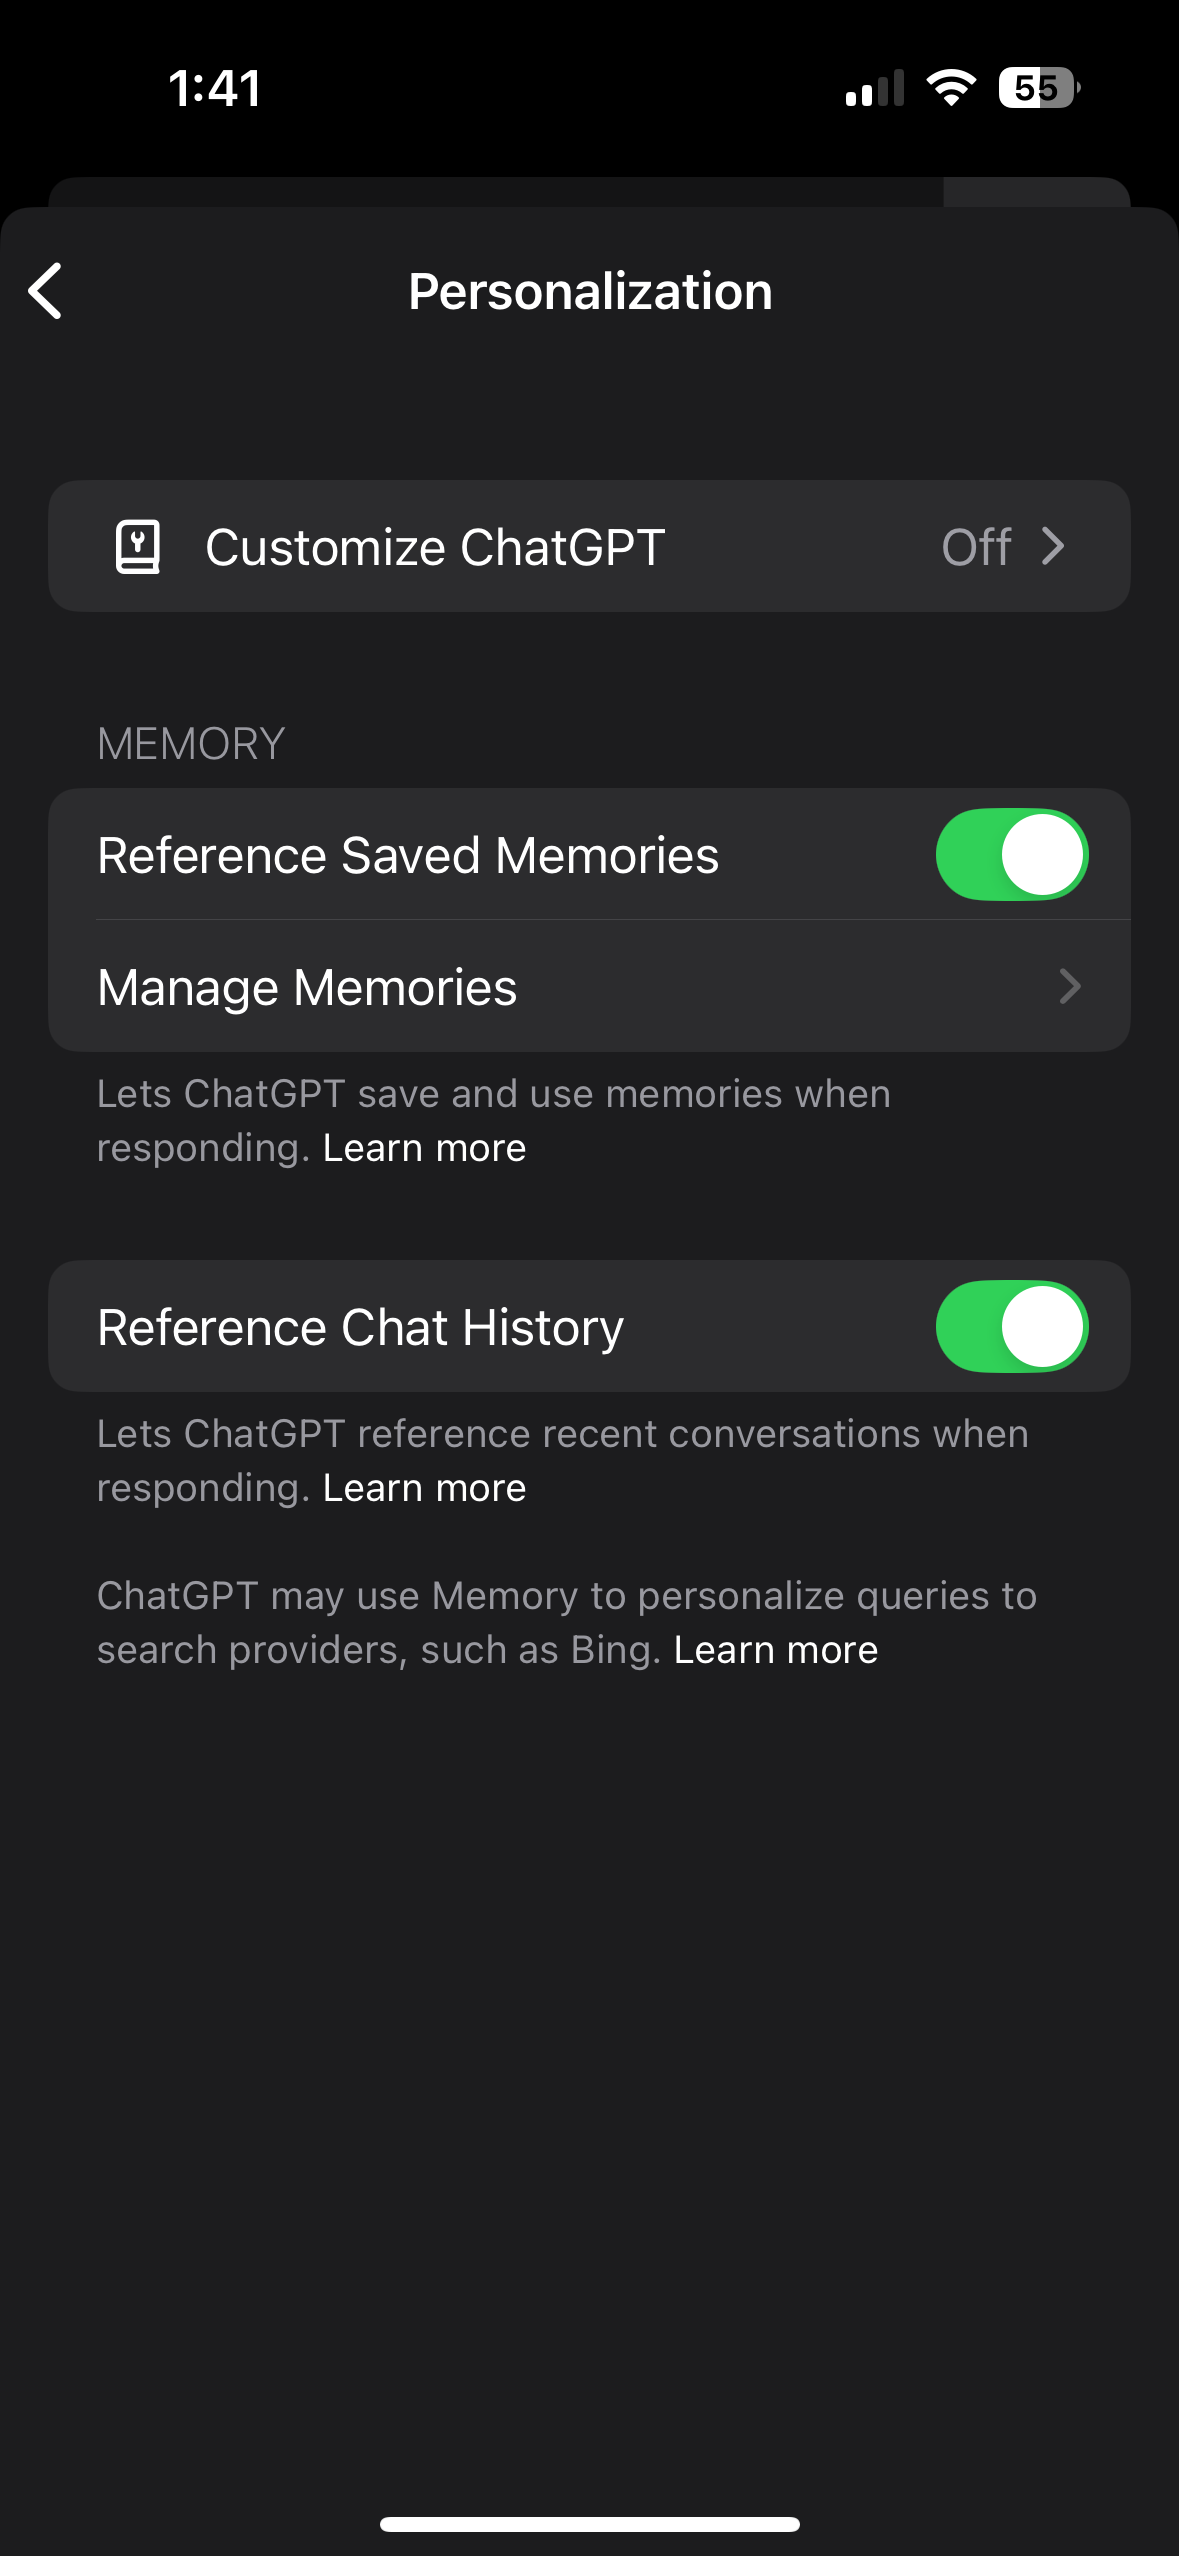 1:41
55
Personalization
Customize ChatGPT Off
MEMORY
Reference Saved Memories
Manage Memories
Lets ChatGPT save and use memories when
responding. Learn more
Reference Chat History
Lets ChatGPT reference recent conversations when
responding. Learn more
ChatGPT may use Memory to personalize queries to
search providers, such as Bing. Learn more